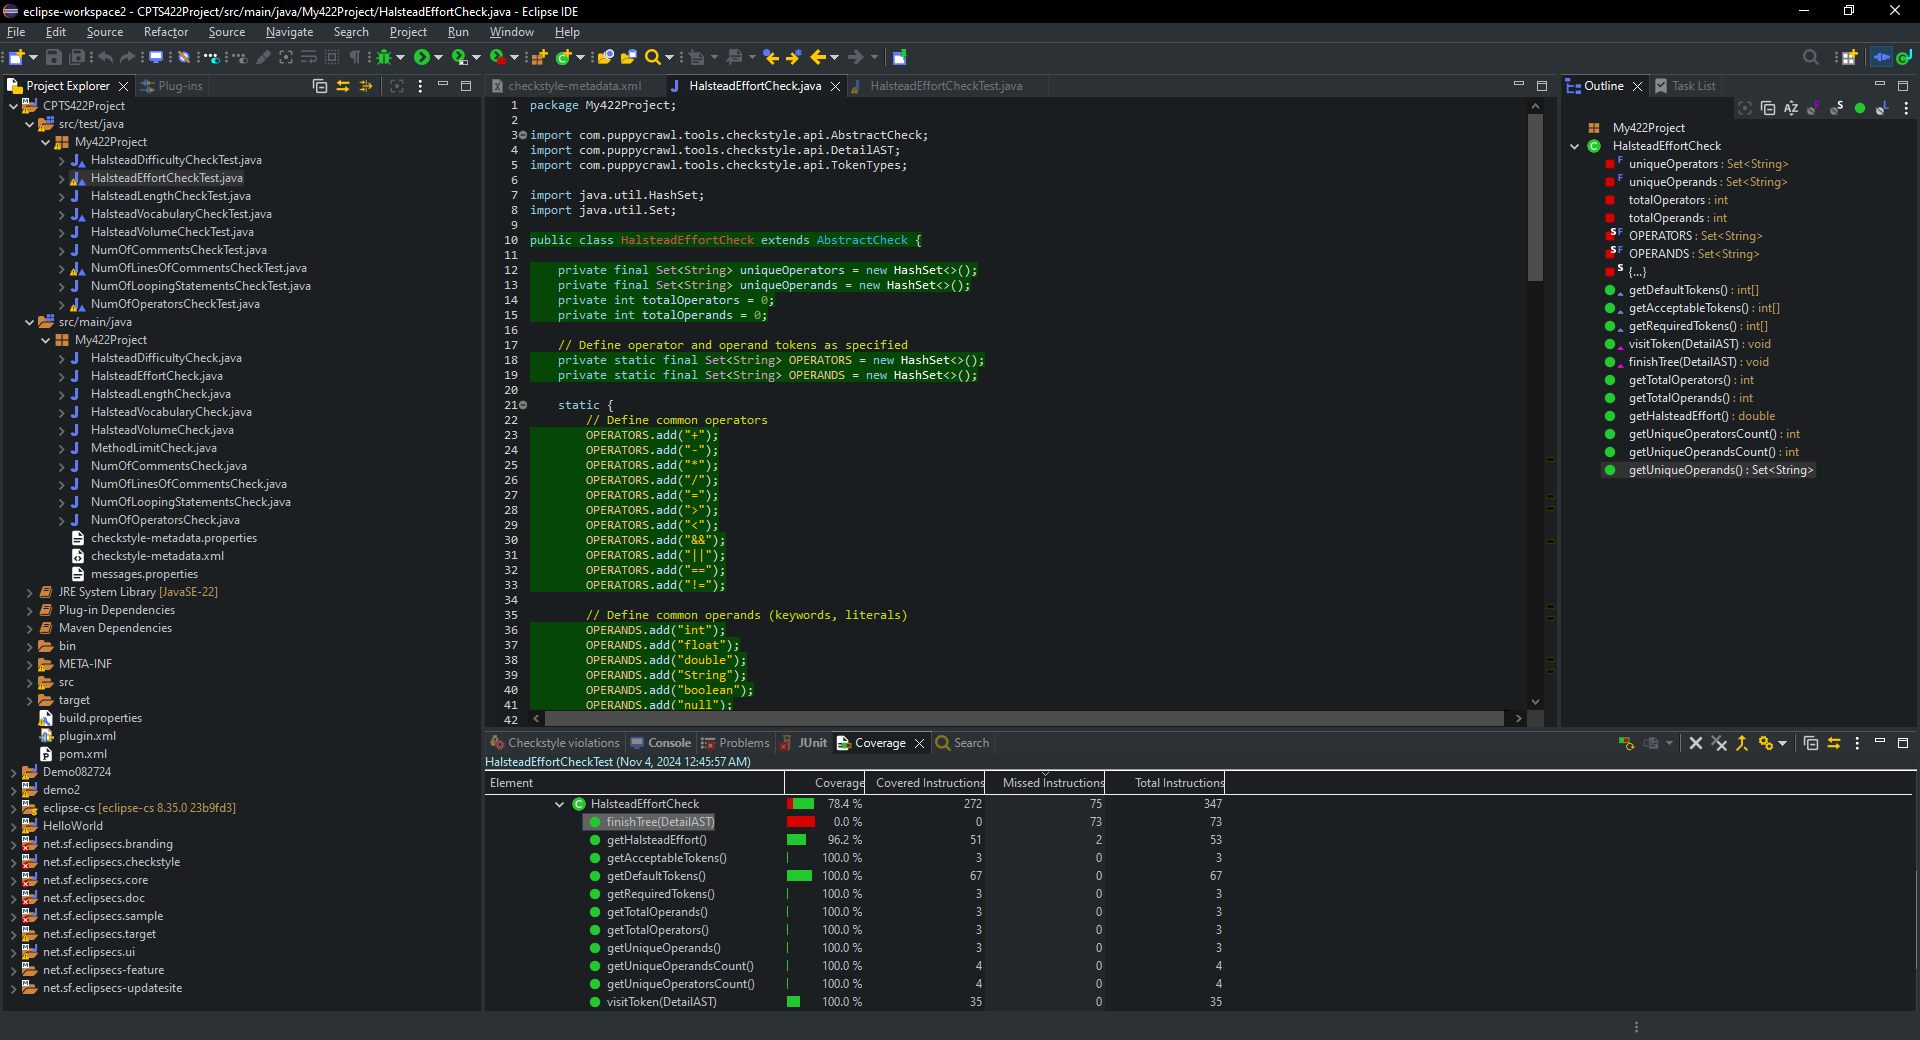 eclipse-workspace2 - CPTS422Project/src/main/java/My422Project/HalsteadEffortCheck.java - Eclipse IDE
File Edit Source Refactor Source Navigate Search Project Run Window Help
Project Explorer
Plug-ins
CPTS422Project
src/test/java
My422Project
HalsteadDifficultyCheckTest.java
HalsteadEffortCheckTest.java
HalsteadLengthCheckTest.java
HalsteadVocabularyCheckTest.java
HalsteadVolumeCheckTest.java
NumOfCommentsCheckTest.java
NumOfLinesOfCommentsCheckTest.java
NumOfLoopingStatementsCheckTest.java
NumOfOperatorsCheckTest.java
src/main/java
My422Project
HalsteadDifficultyCheck.java
HalsteadEffortCheck.java
HalsteadLengthCheck.java
HalsteadVocabularyCheck.java
HalsteadVolumeCheck.java
MethodLimitCheck.java
NumOfCommentsCheck.java
NumOfLinesOfCommentsCheck.java
NumOfLoopingStatementsCheck.java
NumOfOperatorsCheck.java
checkstyle-metadata.properties
checkstyle-metadata.xml
messages.properties
JRE System Library [JavaSE-22]
Plug-in Dependencies
Maven Dependencies
bin
META-INF
src
target
build.properties
plugin.xml
pom.xml
Demo082724
demo2
eclipse-cs [eclipse-cs 8.35.0 23b9fd3]
HelloWorld
net.sf.eclipsecs.branding
net.sf.eclipsecs.checkstyle
net.sf.eclipsecs.core
net.sf.eclipsecs.doc
net.sf.eclipsecs.sample
net.sf.eclipsecs.target
net.sf.eclipsecs.ui
net.sf.eclipsecs-feature
net.sf.eclipsecs-updatesite
checkstyle-metadata.xml
HalsteadEffortCheck.java
HalsteadEffortCheckTest.java
1 package My422Project;
2
3 import com.puppycrawl.tools.checkstyle.api.AbstractCheck;
4 import com.puppycrawl.tools.checkstyle.api.DetailAST;
5 import com.puppycrawl.tools.checkstyle.api.TokenTypes;
6
7 import java.util.HashSet;
8 import java.util.Set;
9
10 public class HalsteadEffortCheck extends AbstractCheck {
11
12 private final Set<String> uniqueOperators = new HashSet<>();
13 private final Set<String> uniqueOperands = new HashSet<>();
14 private int totalOperators = 0;
15 private int totalOperands = 0;
16
17 // Define operator and operand tokens as specified
18 private static final Set<String> OPERATORS = new HashSet<>();
19 private static final Set<String> OPERANDS = new HashSet<>();
20
21 static {
22 // Define common operators
23 OPERATORS.add("+");
24 OPERATORS.add("-");
25 OPERATORS.add("*");
26 OPERATORS.add("/");
27 OPERATORS.add("=");
28 OPERATORS.add(">");
29 OPERATORS.add("<");
30 OPERATORS.add("&&");
31 OPERATORS.add("||");
32 OPERATORS.add("==");
33 OPERATORS.add("!=");
34
35 // Define common operands (keywords, literals)
36 OPERANDS.add("int");
37 OPERANDS.add("float");
38 OPERANDS.add("double");
39 OPERANDS.add("String");
40 OPERANDS.add("boolean");
41 OPERANDS.add("null");
42
Outline
Task List
My422Project
HalsteadEffortCheck
uniqueOperators : Set<String>
uniqueOperands : Set<String>
totalOperators : int
totalOperands : int
OPERATORS : Set<String>
OPERANDS : Set<String>
{...}
getDefaultTokens() : int[]
getAcceptableTokens() : int[]
getRequiredTokens() : int[]
visitToken(DetailAST) : void
finishTree(DetailAST) : void
getTotalOperators() : int
getTotalOperands() : int
getHalsteadEffort() : double
getUniqueOperatorsCount() : int
getUniqueOperandsCount() : int
getUniqueOperands() : Set<String>
Checkstyle violations Console Problems JUnit Coverage Search
HalsteadEffortCheckTest (Nov 4, 2024 12:45:57 AM)
Element Coverage Covered Instructions Missed Instructions Total Instructions
HalsteadEffortCheck 78.4 % 272 75 347
finishTree(DetailAST) 0.0 % 0 73 73
getHalsteadEffort() 96.2 % 51 2 53
getAcceptableTokens() 100.0 % 3 0 3
getDefaultTokens() 100.0 % 67 0 67
getRequiredTokens() 100.0 % 3 0 3
getTotalOperands() 100.0 % 3 0 3
getTotalOperators() 100.0 % 3 0 3
getUniqueOperands() 100.0 % 3 0 3
getUniqueOperandsCount() 100.0 % 4 0 4
getUniqueOperatorsCount() 100.0 % 4 0 4
visitToken(DetailAST) 100.0 % 35 0 35